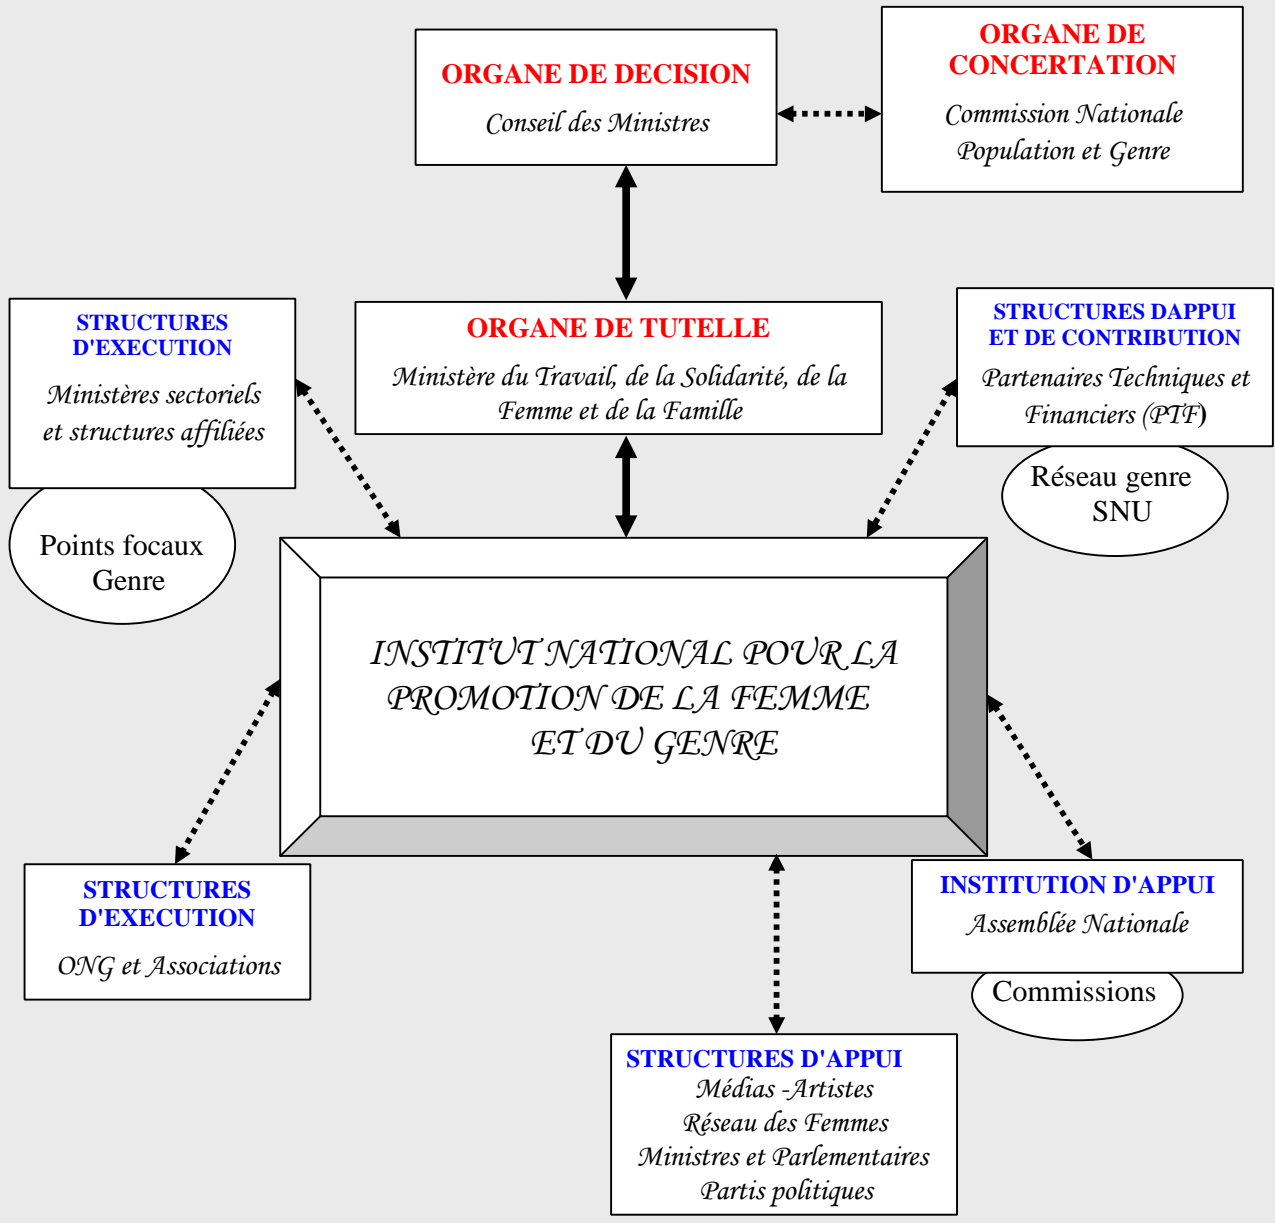 ORGANE DE DECISION
Conseil des Ministres
ORGANE DE
CONCERTATION
Commission Nationale
Population et Genre
STRUCTURES
D'EXECUTION
Ministères sectoriels
et structures affiliées
Points focaux
Genre
ORGANE DE TUTELLE
Ministère du Travail, de la Solidarité, de la
Femme et de la Famille
STRUCTURES DAPPUI
ET DE CONTRIBUTION
Partenaires Techniques et
Financiers (PTF)
Réseau genre
SNU
INSTITUT NATIONAL POUR LA
PROMOTION DE LA FEMME
ET DU GENRE
STRUCTURES
D'EXECUTION
ONG et Associations
STRUCTURES D'APPUI
Médias -Artistes
Réseau des Femmes
Ministres et Parlementaires
Partis politiques
INSTITUTION D'APPUI
Assemblée Nationale
Commissions